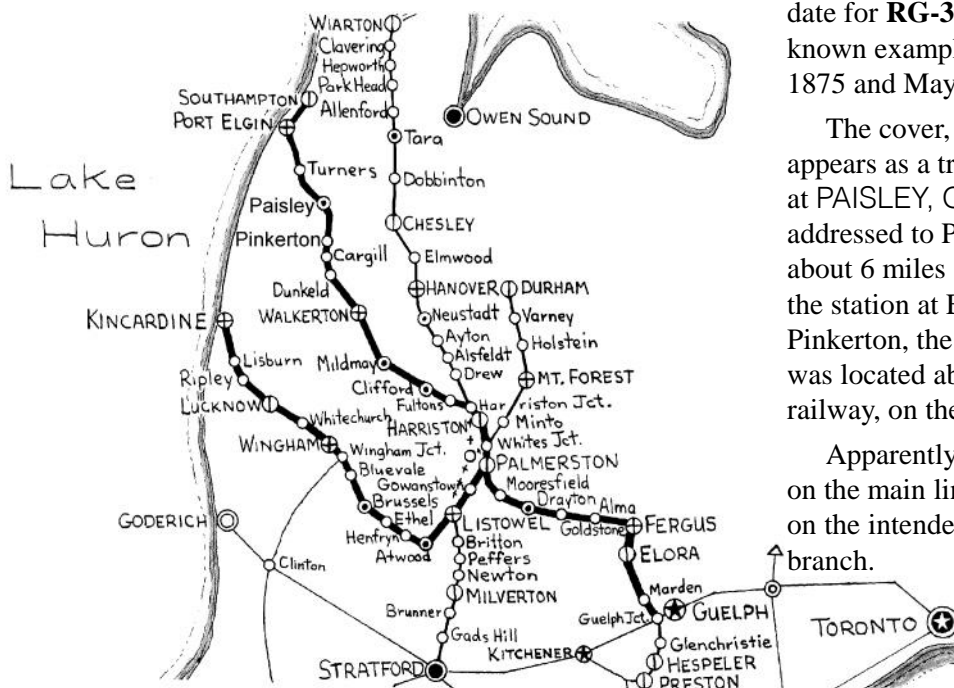 WIARTON
Clavering
Hepworth
Park Head
Allenford
Tara
Dobbinton
CHESLEY
Elmwood
HANOVER
Neustadt
Ayton
Alsfeldt
Drew
OWEN SOUND
SOUTHAMPTON
PORT ELGIN
Turners
Paisley
Pinkerton
Cargill
Dunkeld
WALKERTON
Mildmay
Clifford
Fultons
Harriston Jct.
HARRISTON
DURHAM
Varney
Holstein
MT. FOREST
Minto
Whites Jct.
PALMERSTON
Gowanstown
Mooresfield
Drayton
Goldstone
Alma
FERGUS
ELORA
Marden
Guelph Jct.
GUELPH
Glenchristie
HESPELER
PRESTON
Lake
Huron
KINCARDINE
Lisburn
Ripley
LUCKNOW
Whitechurch
WINGHAM
Wingham Jct.
Bluevale
Brussels
Ethel
Henfryn
Atwood
LISTOWEL
Britton
Peffers
Newton
MILVERTON
Brunner
Gads Hill
STRATFORD
GODERICH
Clinton
KITCHENER
TORONTO
date for RG-3
known exampl
1875 and May
The cover,
appears as a tr
at PAISLEY,
addressed to P
about 6 miles
the station at
Pinkerton, the
was located ab
railway, on the
Apparently
on the main lin
on the intende
branch.